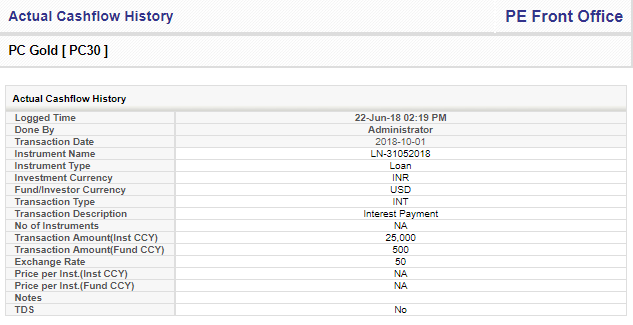 Actual Cashflow History PE Front Office
PC Gold [ PC30 ]
Actual Cashflow History
Logged Time 22-Jun-18 02:19 PM
Done By Administrator
Transaction Date 2018-10-01
Instrument Name LN-31052018
Instrument Type Loan
Investment Currency INR
Fund/Investor Currency USD
Transaction Type INT
Transaction Description Interest Payment
No of Instruments NA
Transaction Amount(Inst CCY) 25,000
Transaction Amount(Fund CCY) 500
Exchange Rate 50
Price per Inst.(Inst CCY) NA
Price per Inst.(Fund CCY) NA
Notes
TDS No